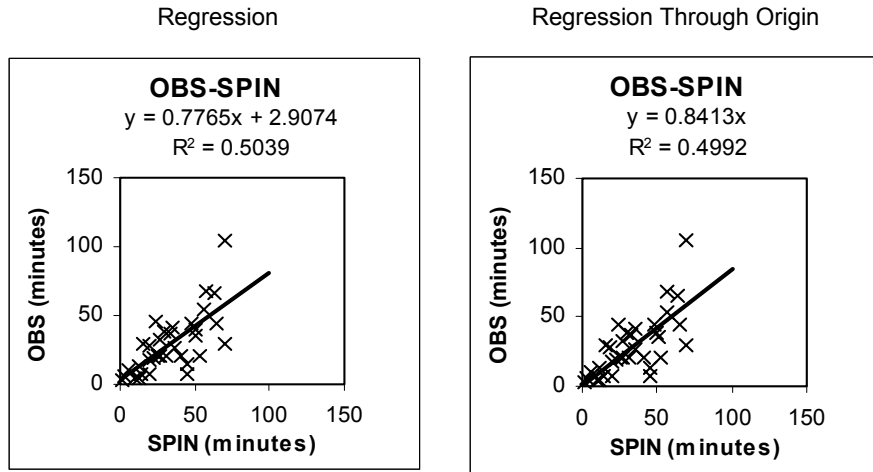 Regression
OBS-SPIN
y = 0.7765x + 2.9074
R² = 0.5039
150
100
50
0
OBS (minutes)
0 50 100 150
SPIN (minutes)
Regression Through Origin
OBS-SPIN
y = 0.8413x
R² = 0.4992
150
100
50
0
OBS (minutes)
0 50 100 150
SPIN (minutes)